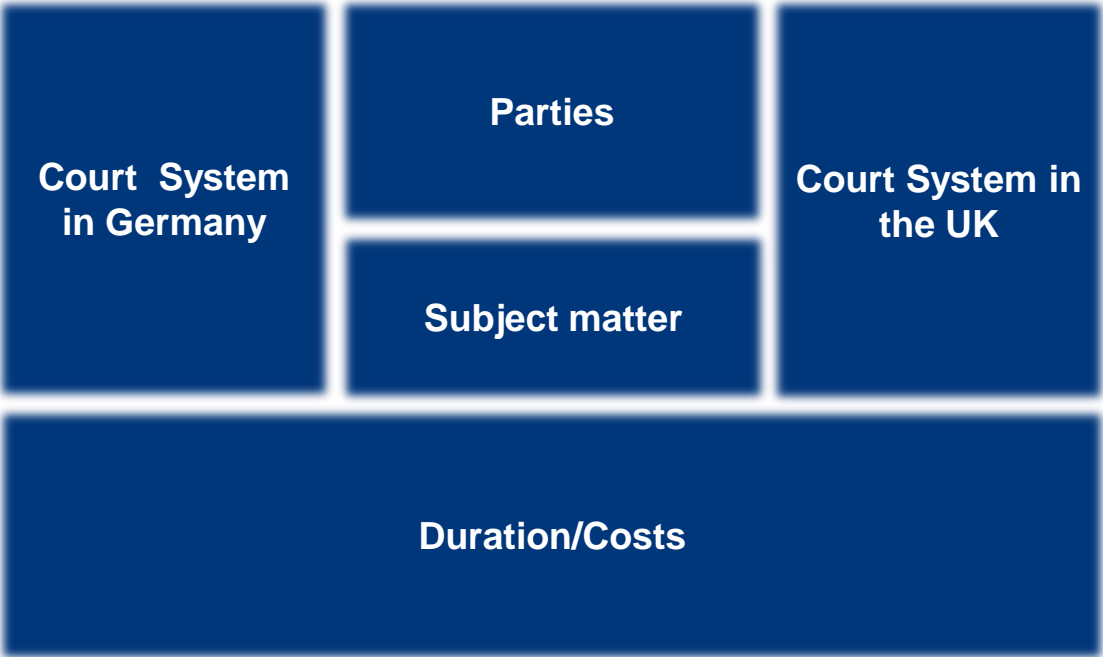 Court System
in Germany
Parties
Subject matter
Court System in
the UK
Duration/Costs